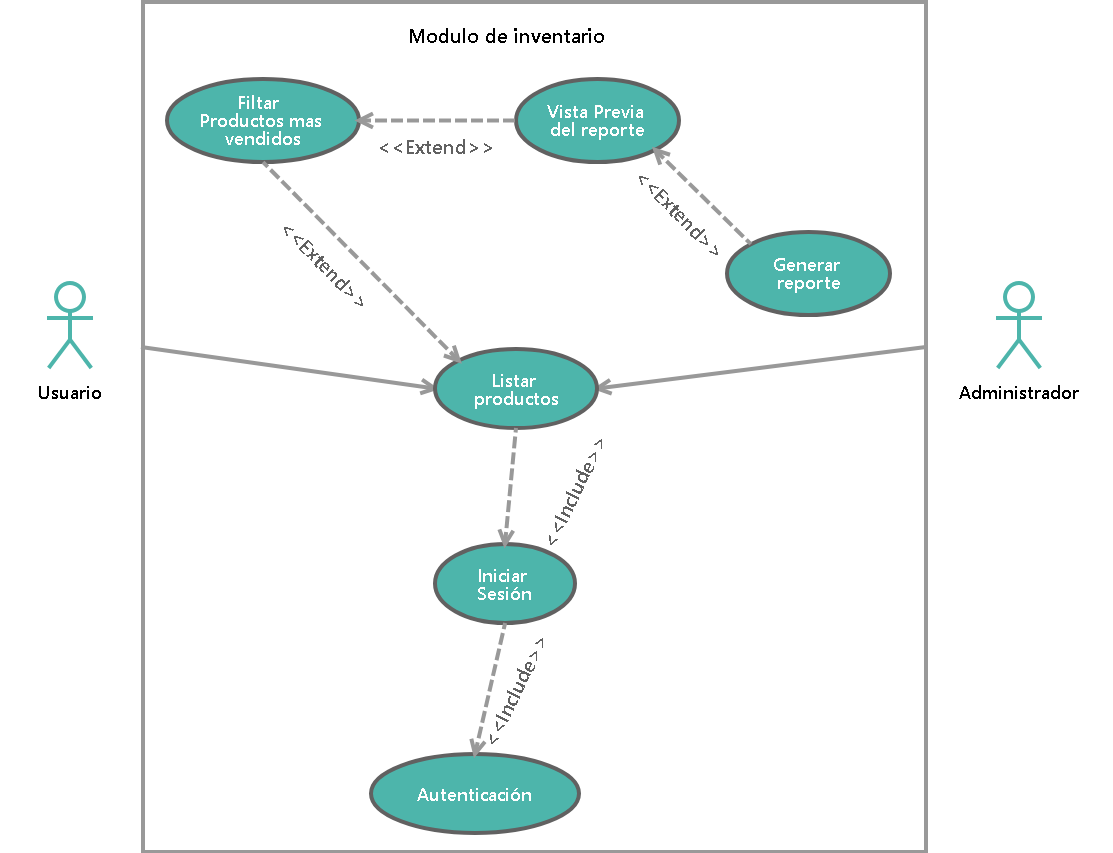 Modulo de inventario
Filtar
Productos mas
vendidos
Vista Previa
del reporte
<<Extend>>
<<Extend>>
Generar
reporte
<<Extend>>
Usuario
Administrador
Listar
productos
<<Include>>
Iniciar
Sesión
<<Include>>
Autenticación